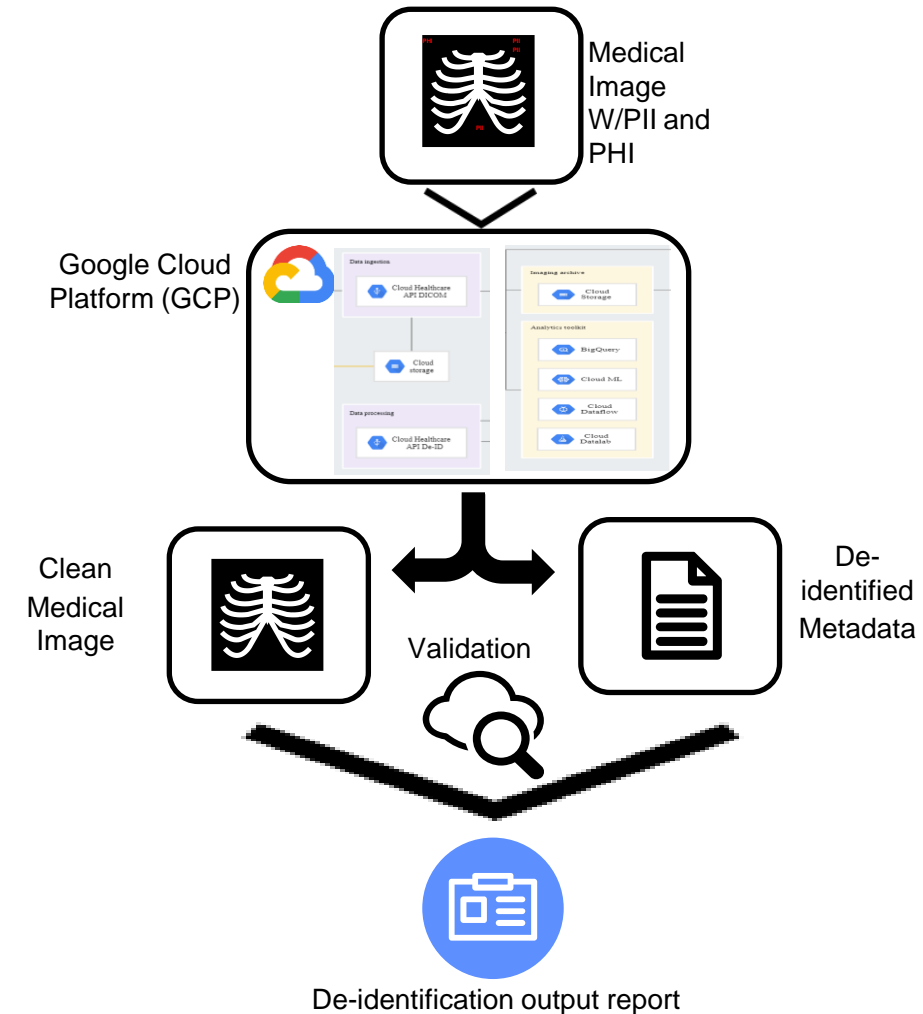 PHI
PII
PII
PII
Medical
Image
W/PII and
PHI
Google Cloud
Platform (GCP)
Data ingestion
Cloud Healthcare
API DICOM
Cloud
storage
Data processing
Cloud Healthcare
API De-ID
Imaging archive
Cloud
Storage
Analytics toolkit
BigQuery
Cloud ML
Cloud
Dataflow
Cloud
Datalab
Clean
Medical
Image
De-
identified
Metadata
Validation
De-identification output report